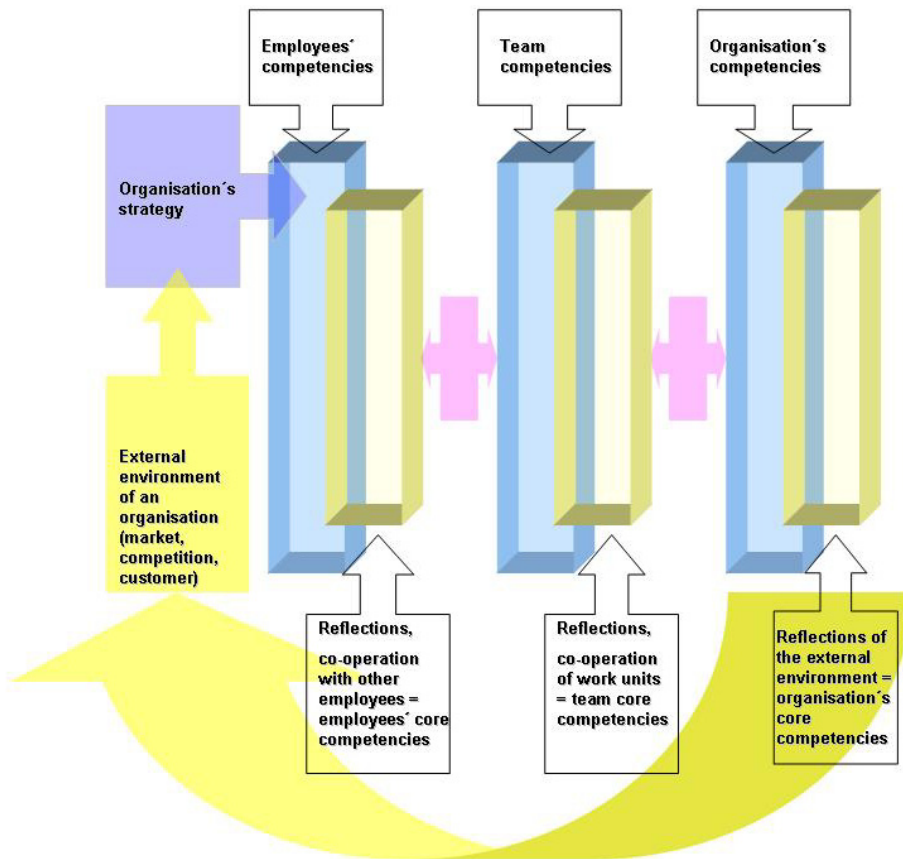 Employees´
competencies
Team
competencies
Organisation´s
competencies
Organisation´s
strategy
External
environment
of an
organisation
(market,
competition,
customer)
Reflections,
co-operation
with other
employees =
employees´ core
competencies
Reflections,
co-operation
of work units
= team core
competencies
Reflections of
the external
environment =
organisation´s
core
competencies